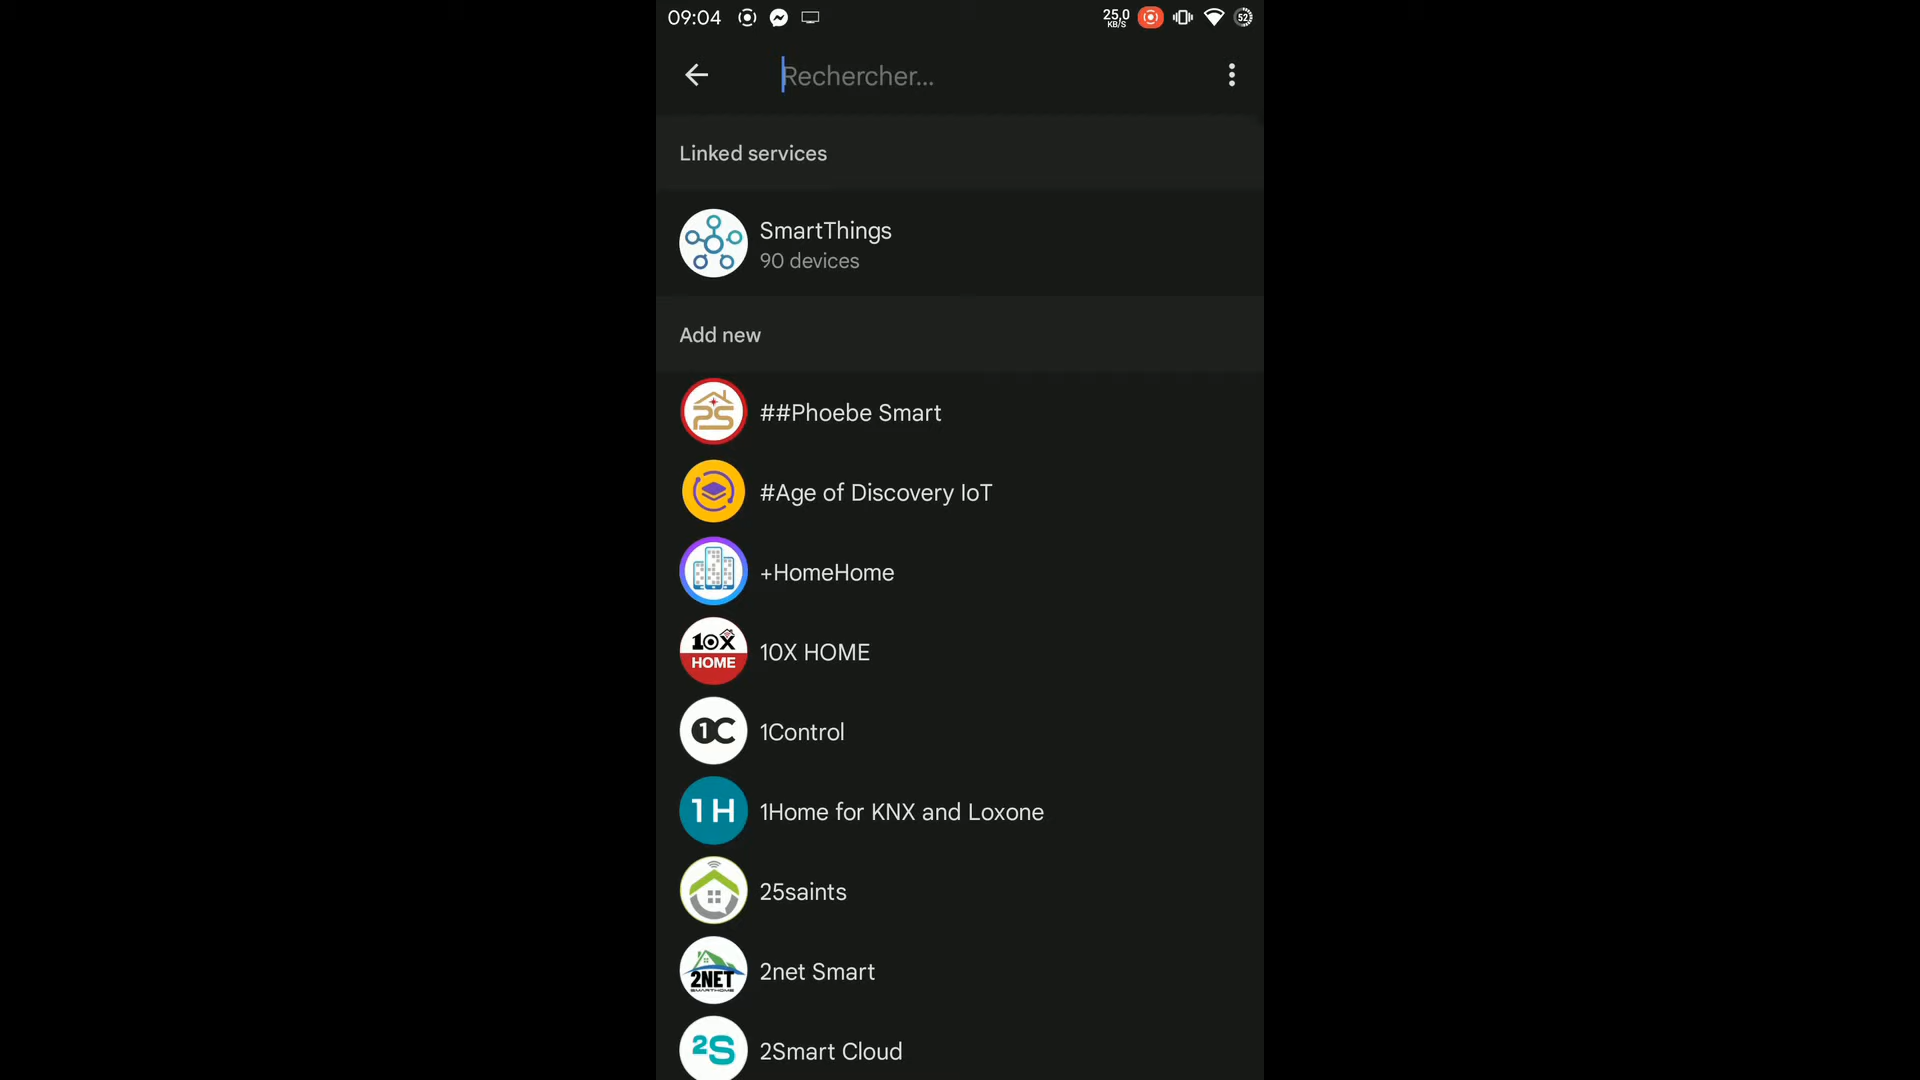 09:04
25,0
KB/S
52
Rechercher...
Linked services
SmartThings
90 devices
Add new
PS
##Phoebe Smart
#Age of Discovery IoT
+HomeHome
10X
HOME
10X HOME
1C
1Control
1H
1Home for KNX and Loxone
25saints
2NET
SMARTHOME
2net Smart
2S
2Smart Cloud